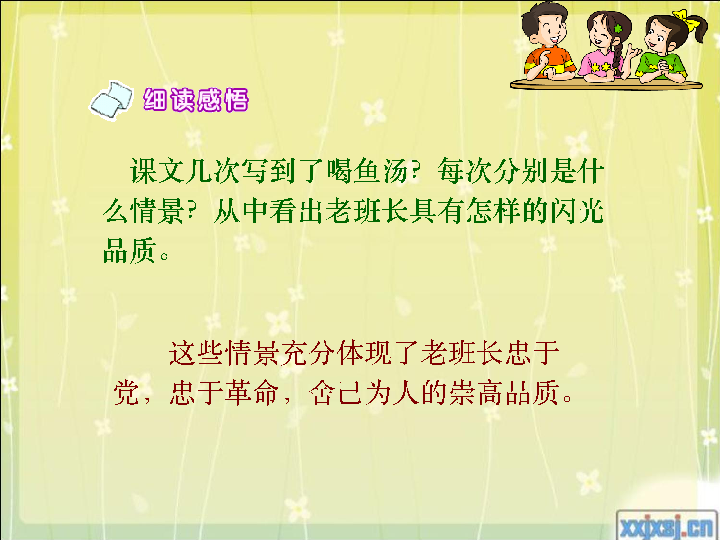 细读感悟
课文几次写到了喝鱼汤？每次分别是什
么情景？从中看出老班长具有怎样的闪光
品质。
这些情景充分体现了老班长忠于
党，忠于革命，舍己为人的崇高品质。
xxjxsj.cn